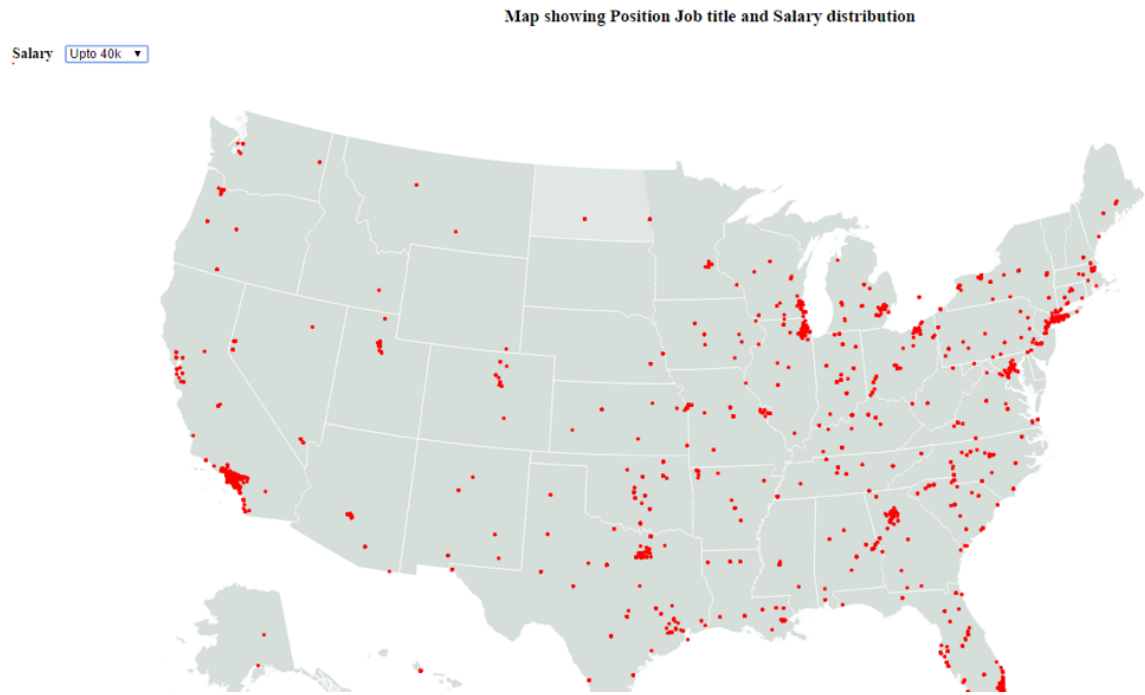 Map showing Position Job title and Salary distribution
Salary Upto 40k